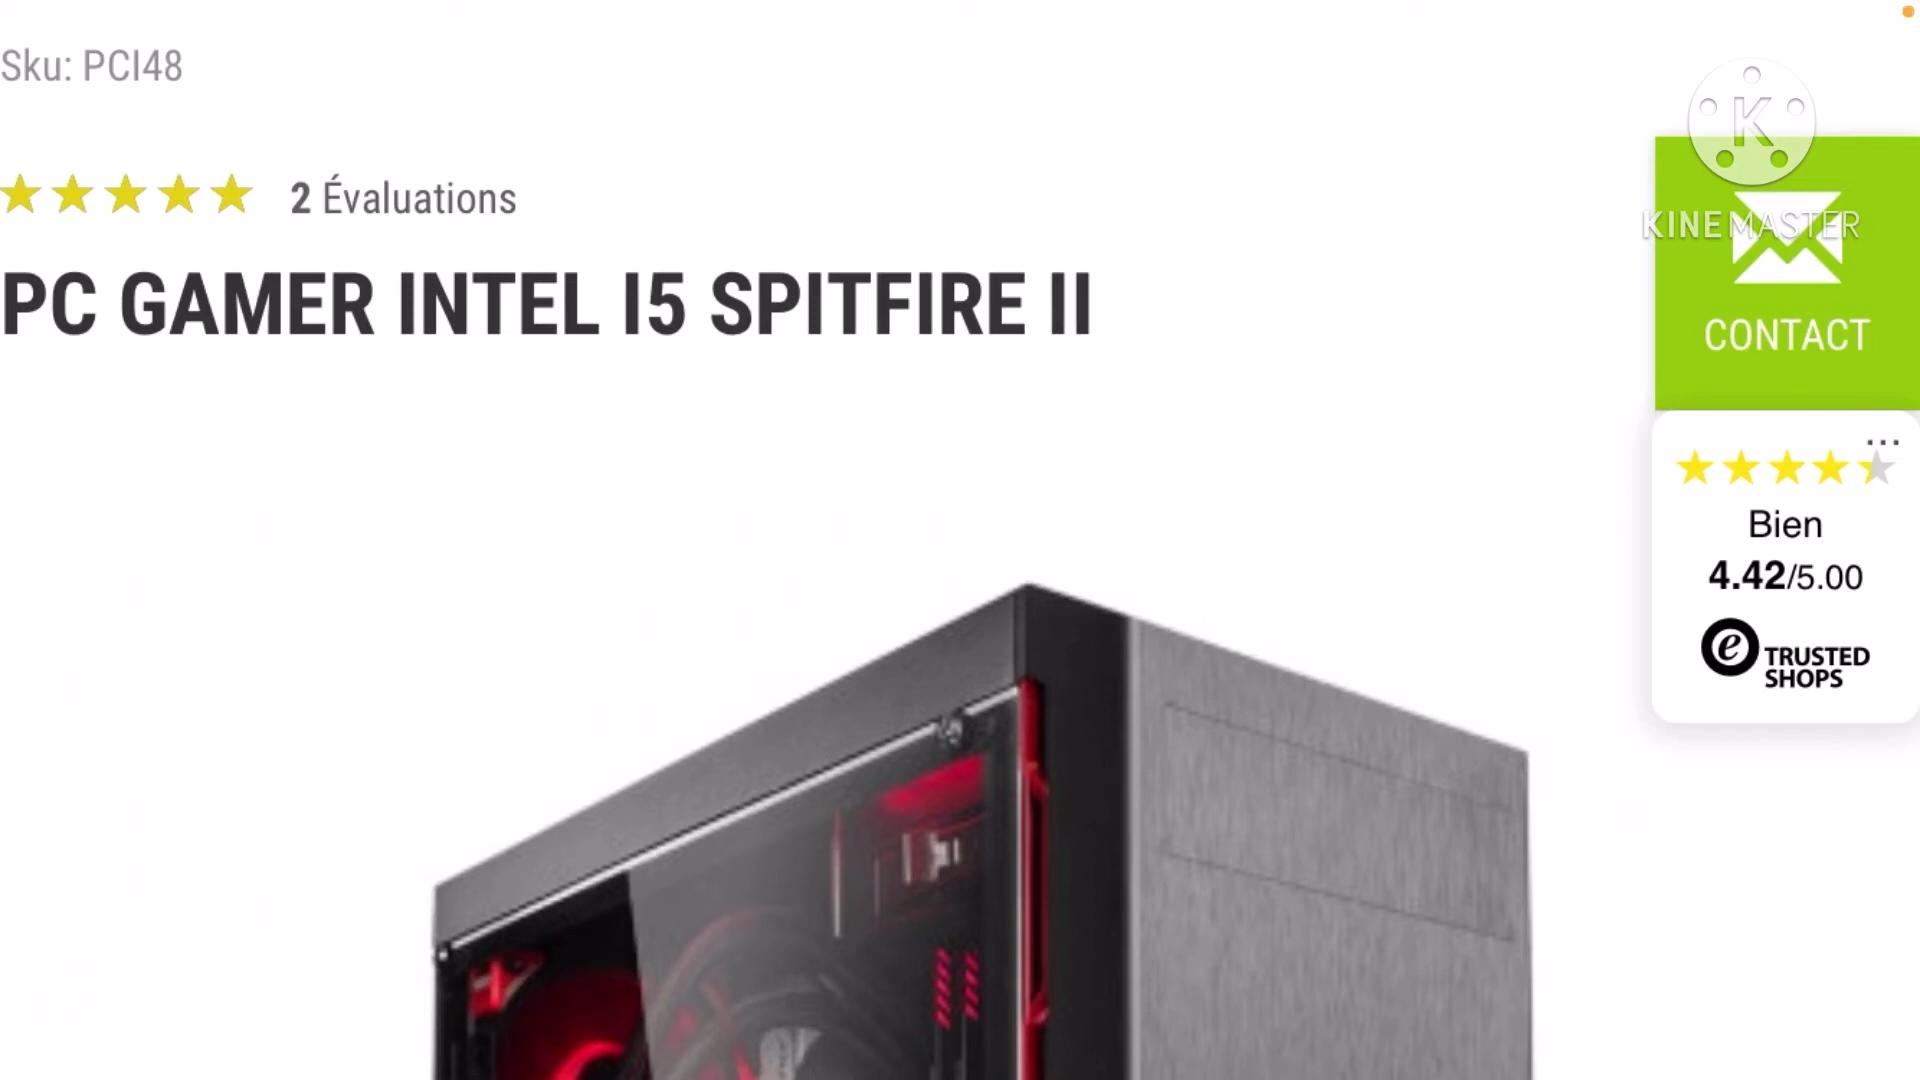 Sku: PCI48
2 Évaluations
PC GAMER INTEL I5 SPITFIRE II
K
KINEMASTER
CONTACT
...
Bien
4.42/5.00
e TRUSTED
SHOPS